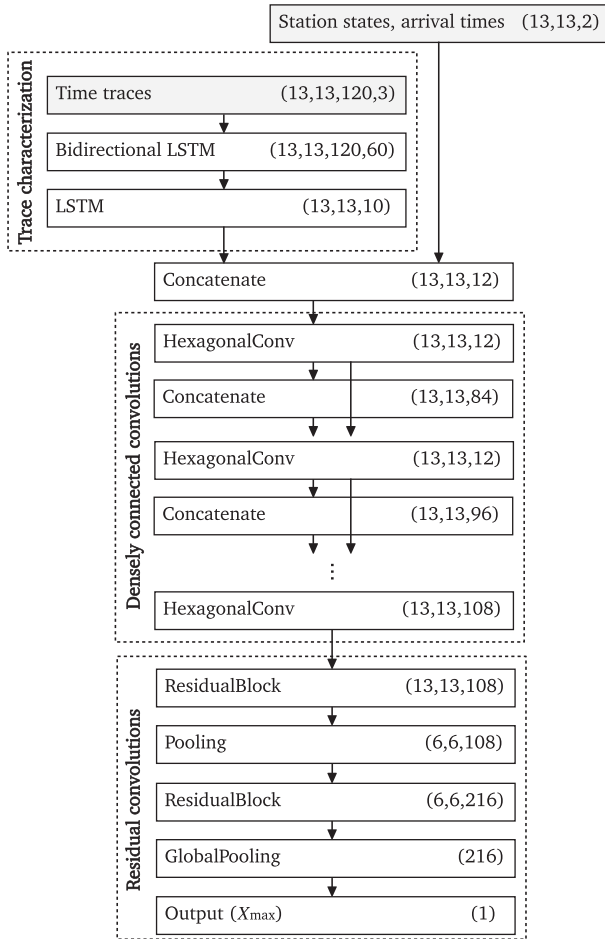 Station states, arrival times (13,13,2)
Trace characterization
Time traces (13,13,120,3)
Bidirectional LSTM (13,13,120,60)
LSTM (13,13,10)
Concatenate (13,13,12)
Densely connected convolutions
HexagonalConv (13,13,12)
Concatenate (13,13,84)
HexagonalConv (13,13,12)
Concatenate (13,13,96)
...
HexagonalConv (13,13,108)
Residual convolutions
ResidualBlock (13,13,108)
Pooling (6,6,108)
ResidualBlock (6,6,216)
GlobalPooling (216)
Output (Xmax) (1)